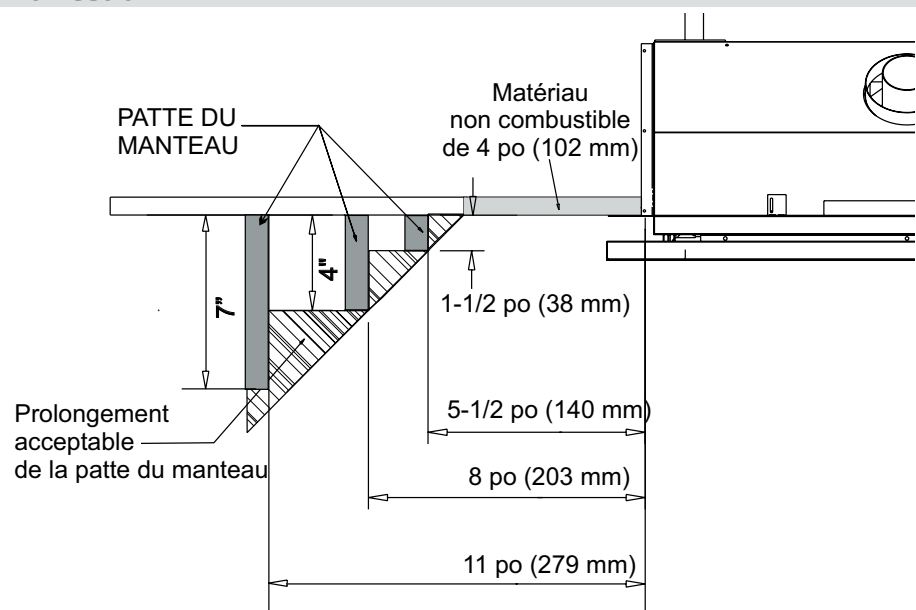 PATTE DU
MANTEAU
Matériau
non combustible
de 4 po (102 mm)
7"
4"
1-1/2 po (38 mm)
Prolongement
acceptable
de la patte du manteau
5-1/2 po (140 mm)
8 po (203 mm)
11 po (279 mm)